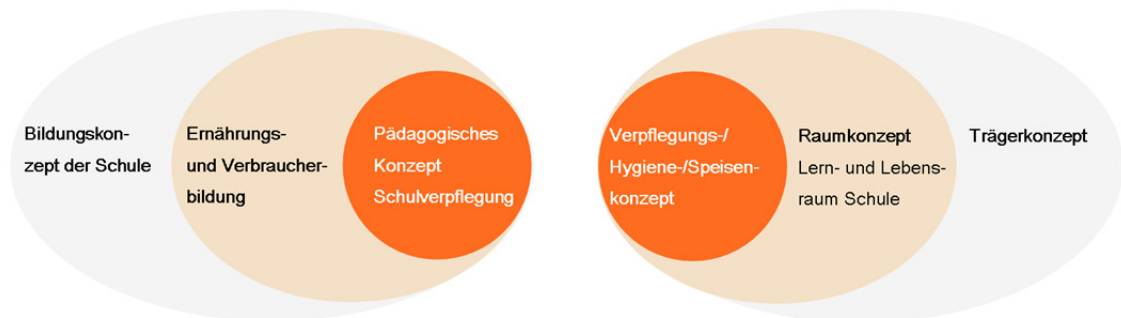 Bildungskon-
zept der Schule
Ernährungs-
und Verbraucher-
bildung
Pädagogisches
Konzept
Schulverpflegung
Verpflegungs-/
Hygiene-/Speisen-
konzept
Raumkonzept
Lern- und Lebens-
raum Schule
Trägerkonzept